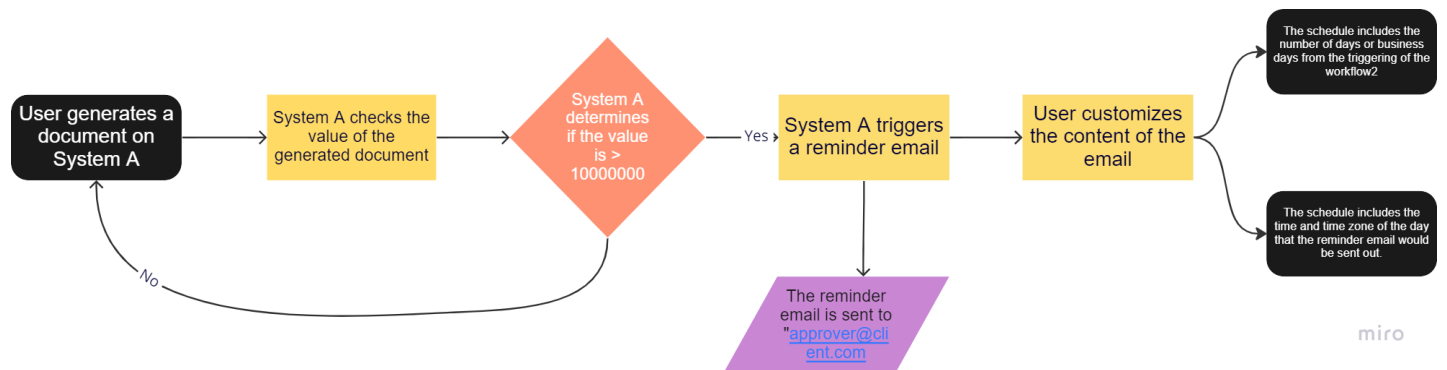 User generates a
document on
System A
System A checks the
value of the
generated document
System A
determines
if the value
is >
10000000
Yes
System A triggers
a reminder email
User customizes
the content of the
email
The schedule includes the
number of days or business
days from the triggering of the
workflow2
The schedule includes the
time and time zone of the day
that the reminder email would
be sent out.
No
The reminder
email is sent to
"approver@cli
ent.com
miro